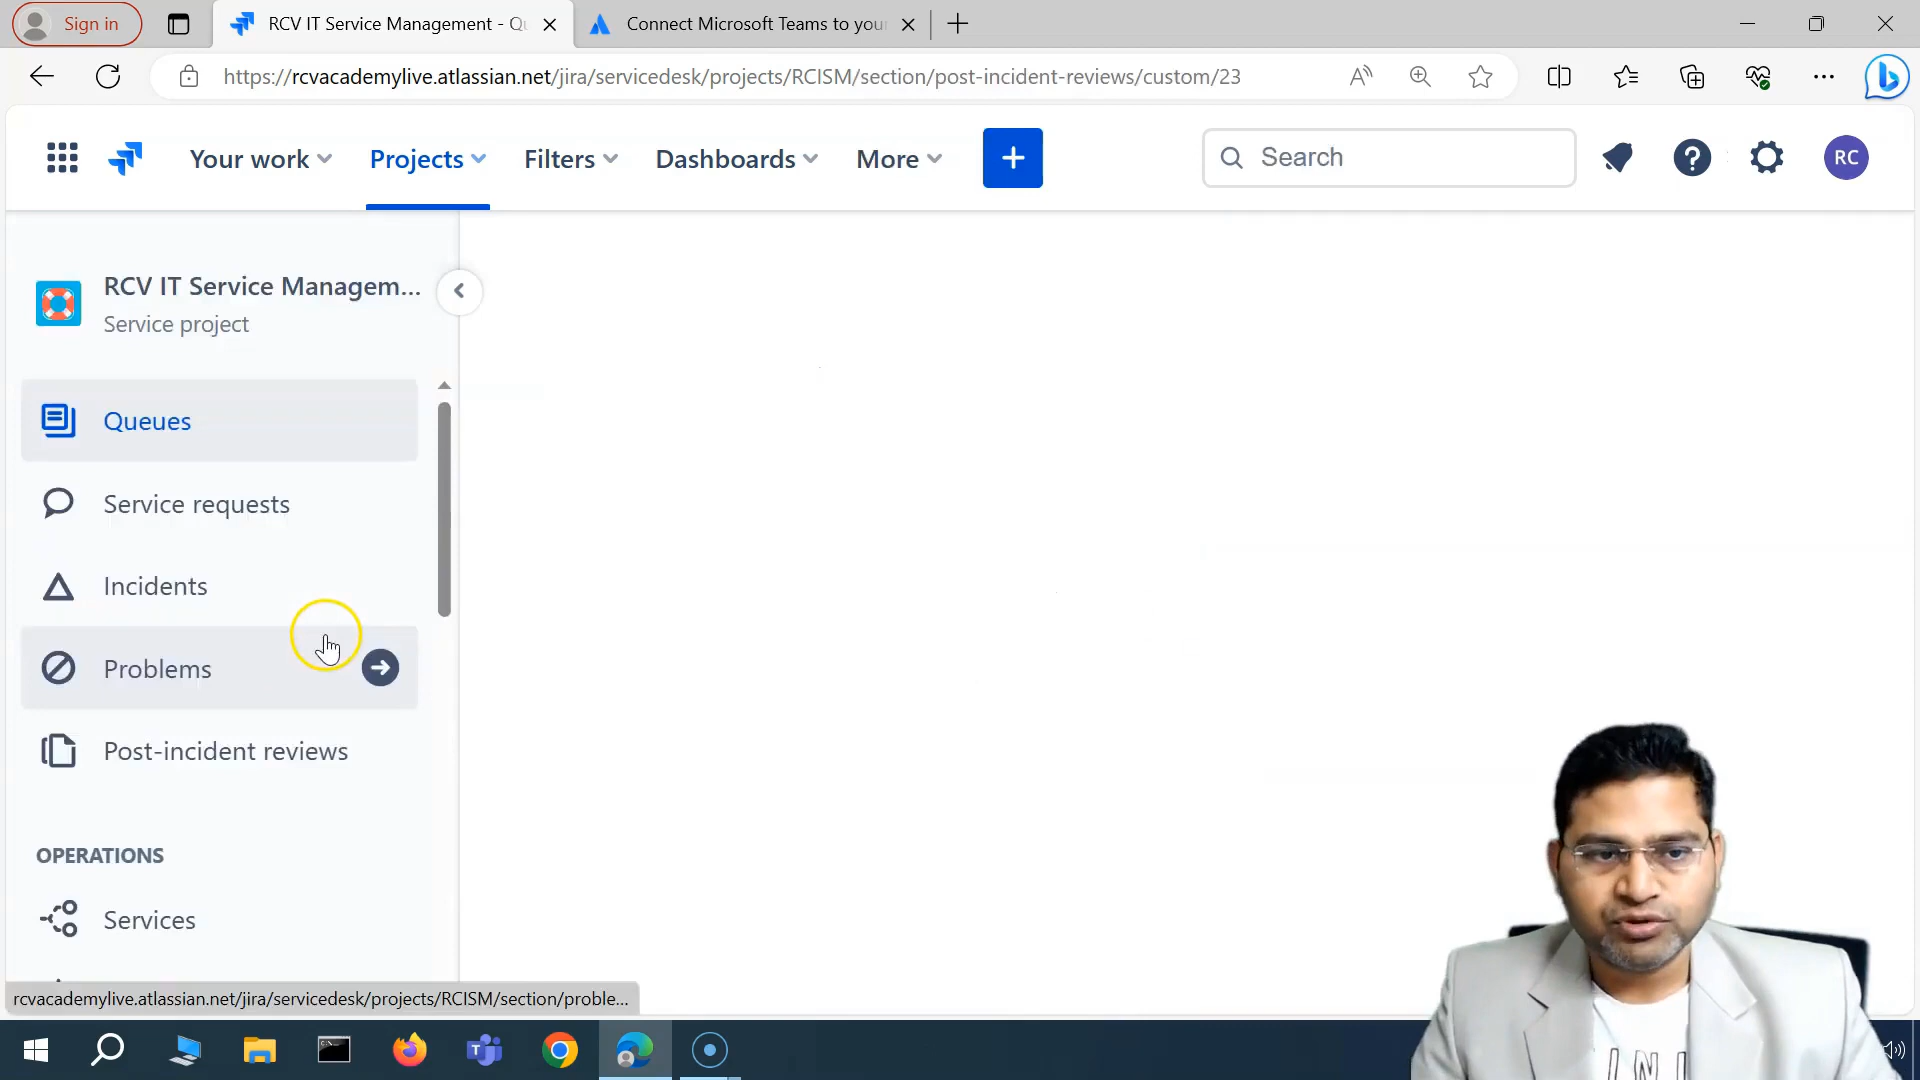 Sign in
RCV IT Service Management - Qu
Connect Microsoft Teams to your
https://rcvacademylive.atlassian.net/jira/servicedesk/projects/RCISM/section/post-incident-reviews/custom/23
Your work
Projects
Filters
Dashboards
More
Search
RC
RCV IT Service Managem...
Service project
Queues
Service requests
Incidents
Problems
Post-incident reviews
OPERATIONS
Services
rcvacademylive.atlassian.net/jira/servicedesk/projects/RCISM/section/proble...